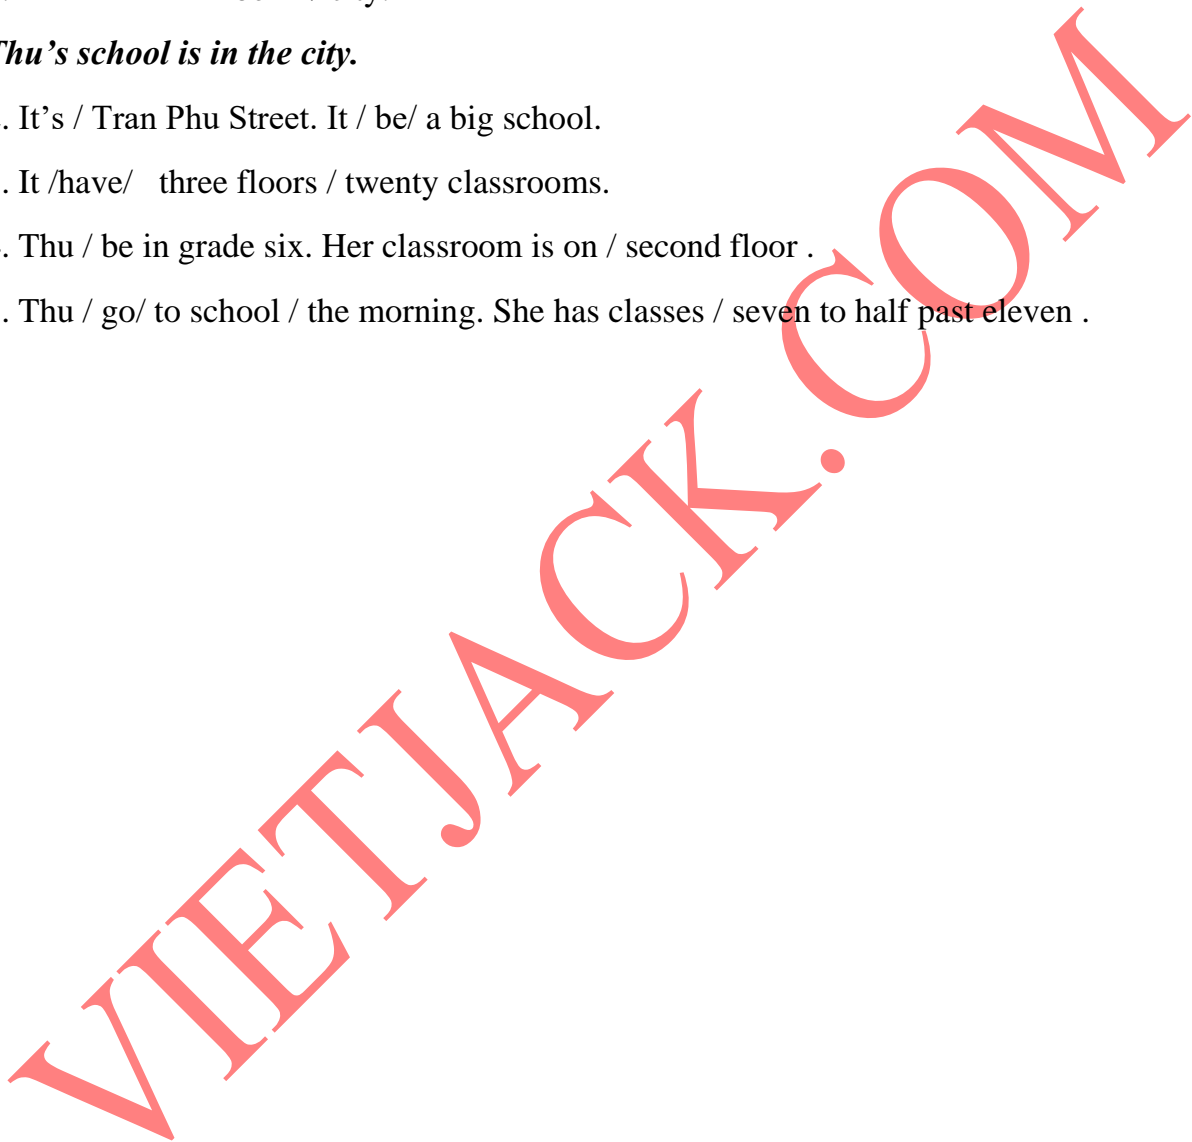 Thu's school is in the city.
. It's / Tran Phu Street. It / be/ a big school.
. It /have/ three floors / twenty classrooms.
. Thu / be in grade six. Her classroom is on / second floor .
. Thu / go/ to school / the morning. She has classes / seven to half past eleven .
VIETJACK.COM